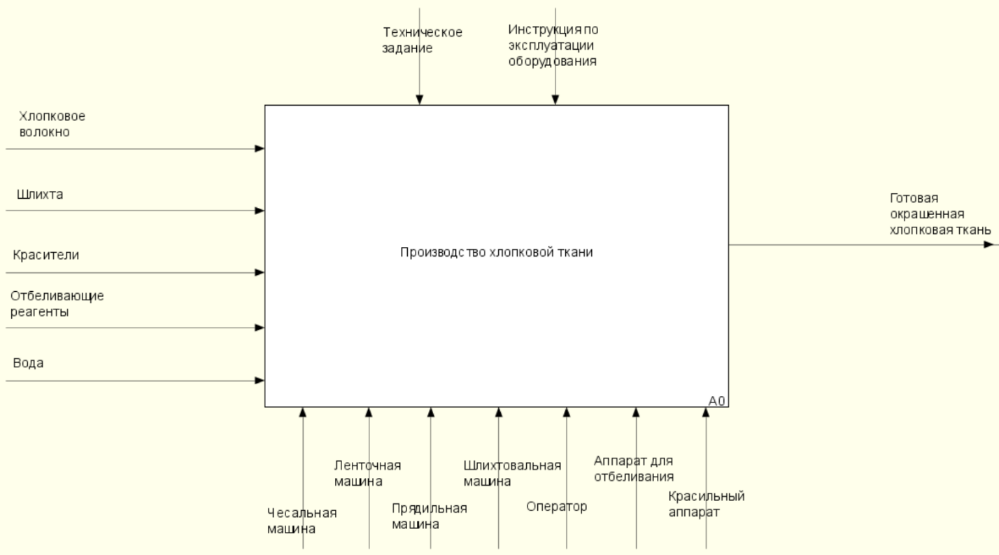 Техническое
задание
Инструкция по
эксплуатации
оборудования
Хлопковое
волокно
Шлихта
Красители
Отбеливающие
реагенты
Вода
Производство хлопковой ткани
A0
Готовая
окрашенная
хлопковая ткань
Чесальная
машина
Ленточная
машина
Прядильная
машина
Шлихтовальная
машина
Оператор
Аппарат для
отбеливания
Красильный
аппарат